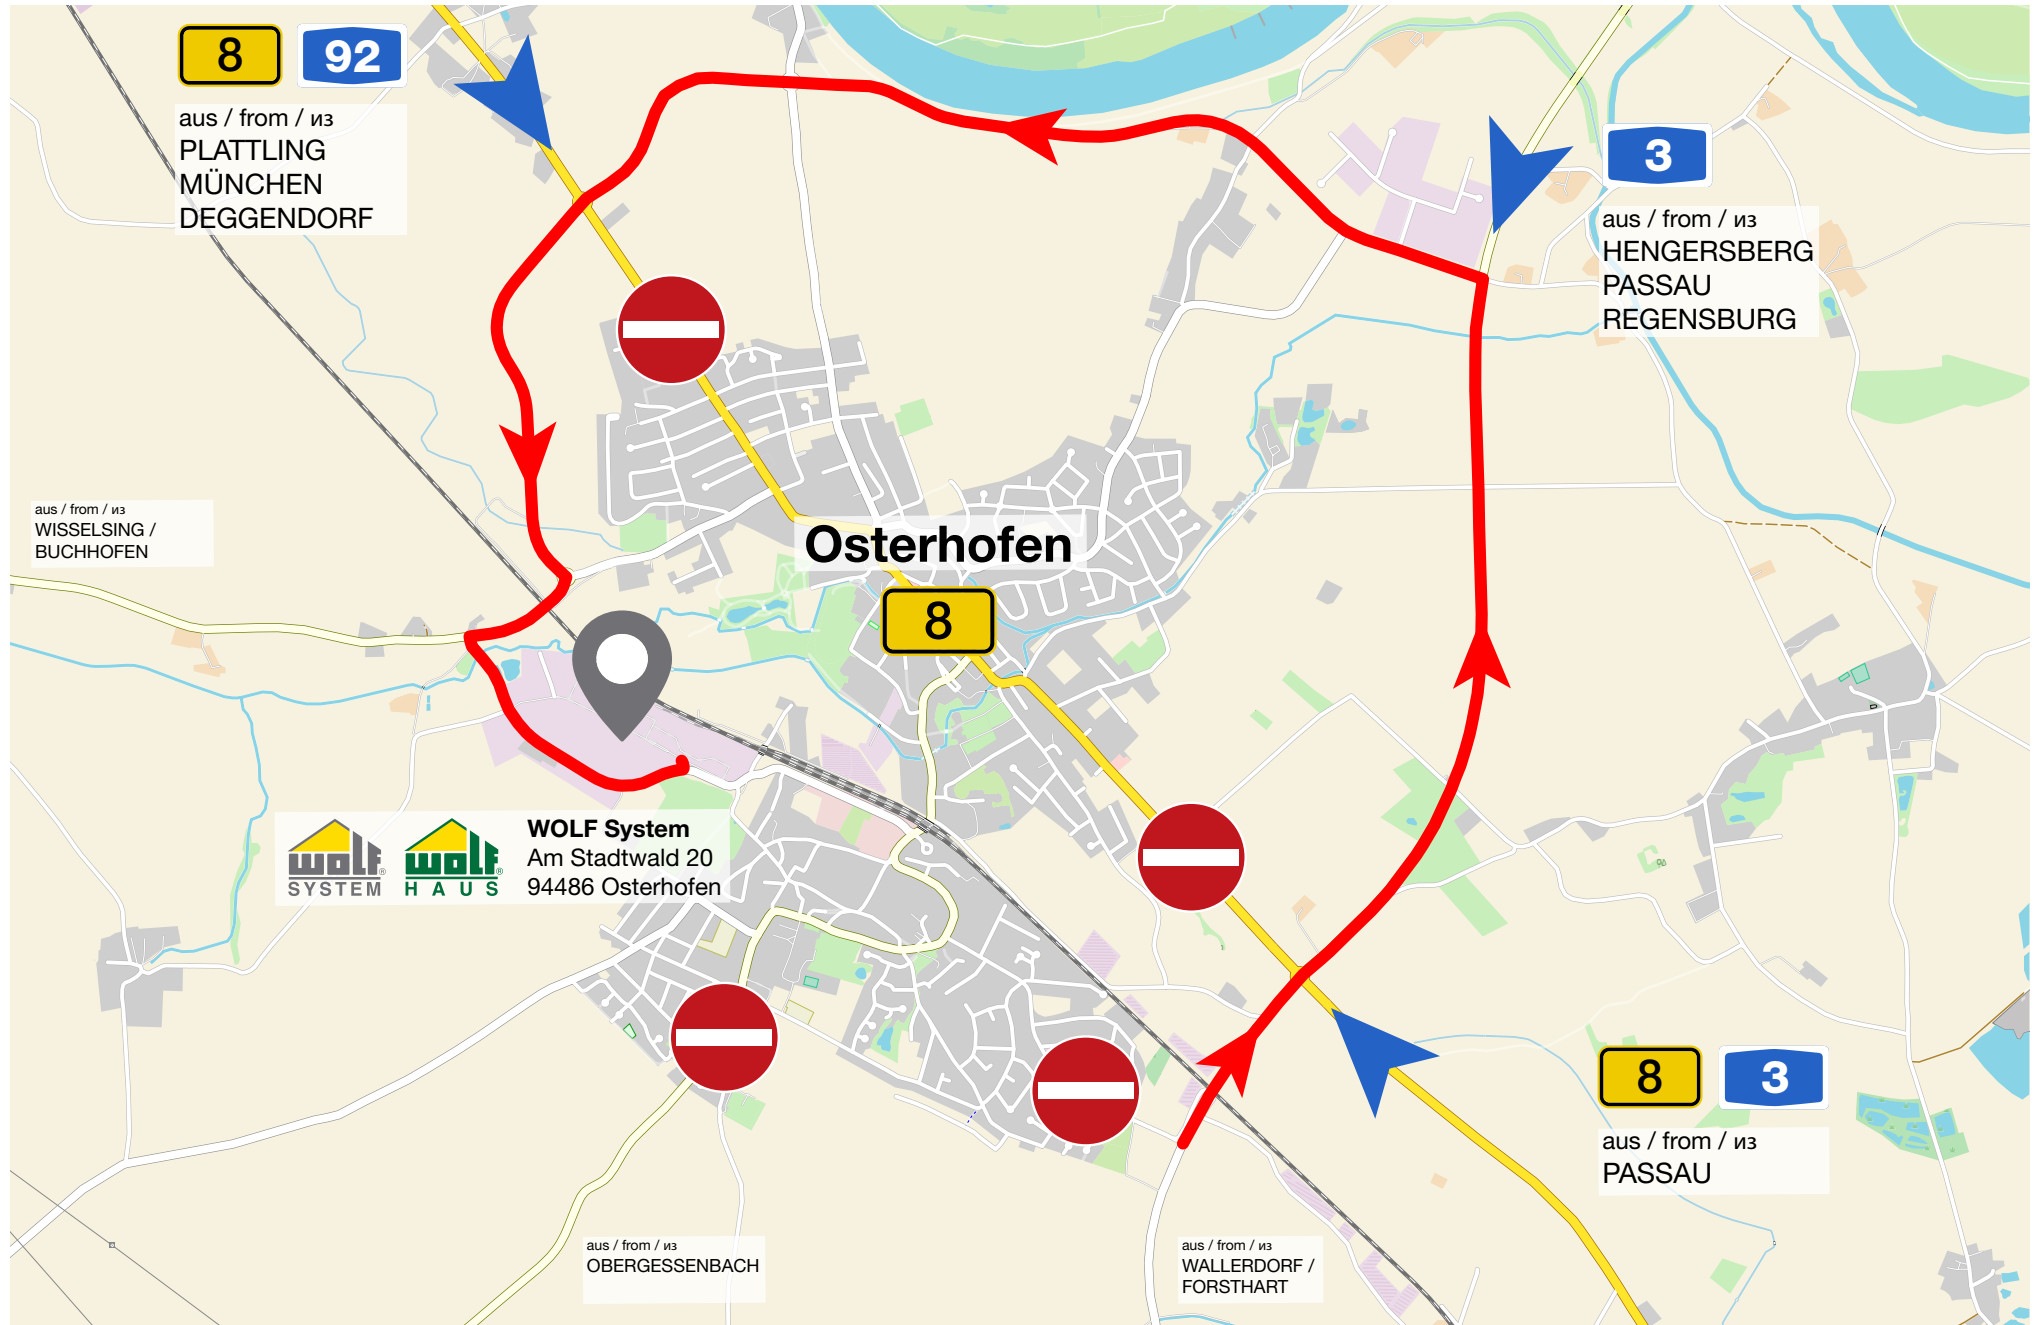 8 92
aus / from / из
PLATTLING
MÜNCHEN
DEGGENDORF
3
aus / from / из
HENGERSBERG
PASSAU
REGENSBURG
aus / from / из
WISSELSING /
BUCHHOFEN
Osterhofen
8
WOLF
SYSTEM
WOLF
HAUS
WOLF System
Am Stadtwald 20
94486 Osterhofen
8 3
aus / from / из
PASSAU
aus / from / из
OBERGESSENBACH
aus / from / из
WALLERDORF /
FORSTHART